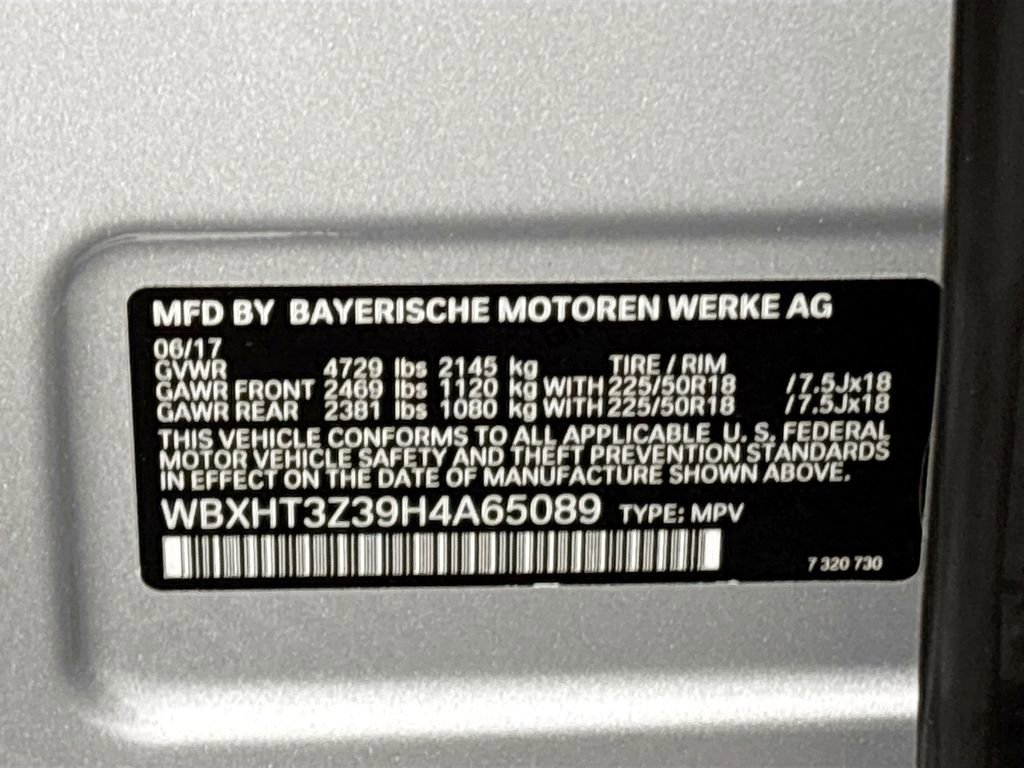 MFD BY BAYERISCHE MOTOREN WERKE AG
06/17
GVWR 4729 lbs 2145 kg TIRE / RIM
GAWR FRONT 2469 lbs 1120 kg WITH 225/50R18 /7.5Jx18
GAWR REAR 2381 lbs 1080 kg WITH 225/50R18 /7.5Jx18
THIS VEHICLE CONFORMS TO ALL APPLICABLE U. S. FEDERAL
MOTOR VEHICLE SAFETY AND THEFT PREVENTION STANDARDS
IN EFFECT ON THE DATE OF MANUFACTURE SHOWN ABOVE.
WBXHT3Z39H4A65089 TYPE: MPV
7 320 730